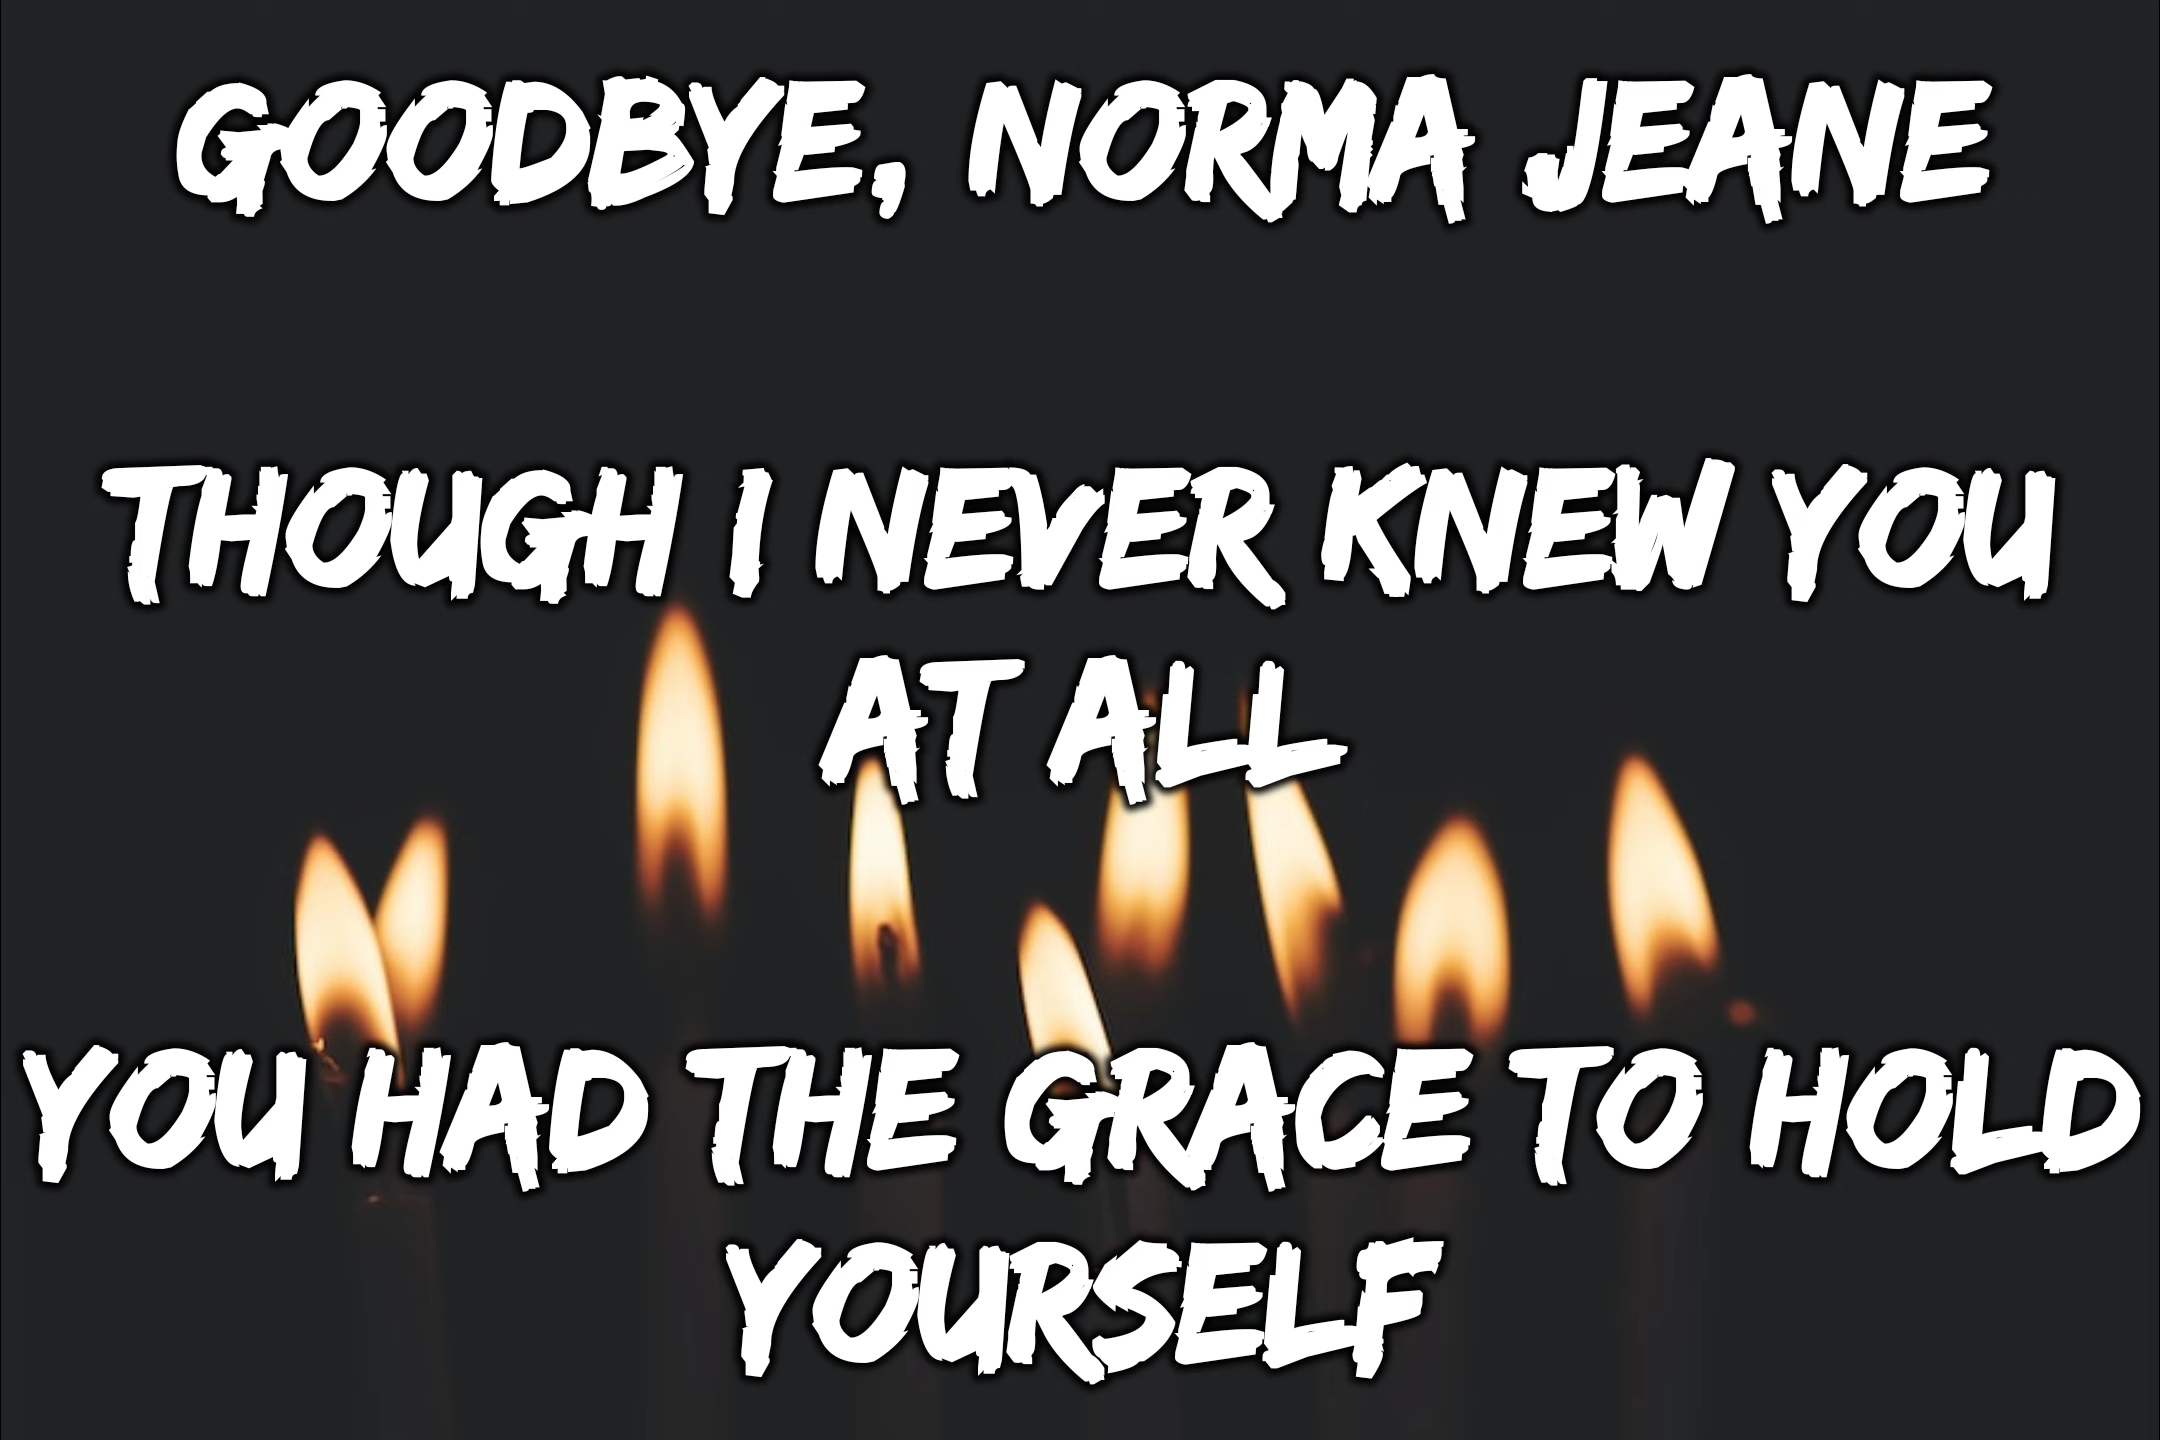 GOODBYE, NORMA JEANE
THOUGH I NEVER KNEW YOU
AT ALL
YOU HAD THE GRACE TO HOLD
YOURSELF